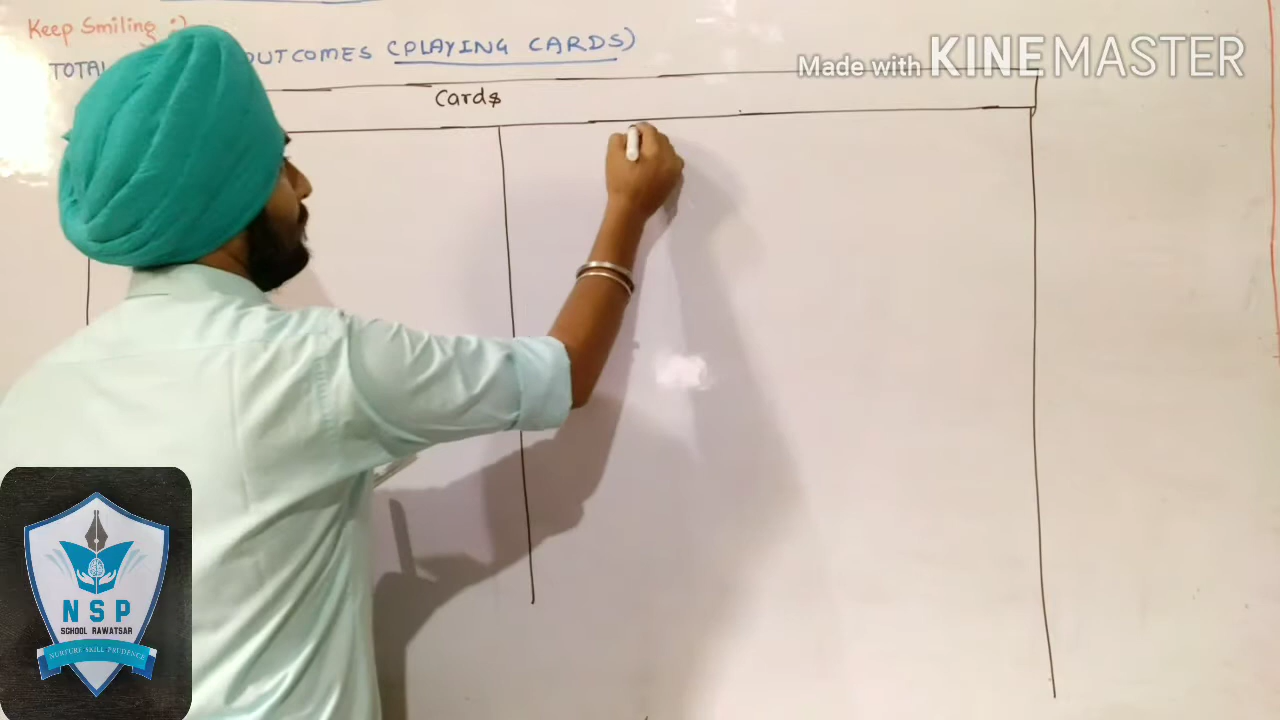 Keep Smiling :)
TOTAL OUTCOMES (PLAYING CARDS)
Made with KINEMASTER
Cards
NSP
SCHOOL RAWATSAR
NURTURE SKILL PRUDENCE